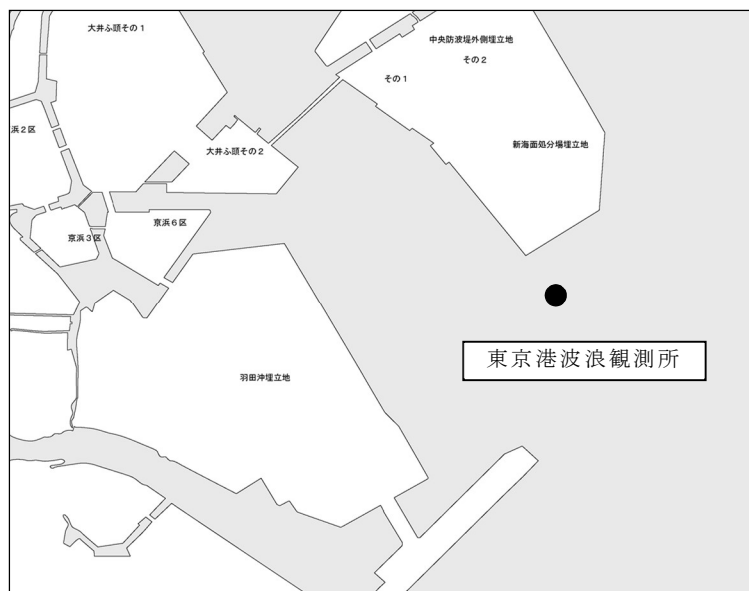 大井ふ頭その１
中央防波堤外側埋立地
その２
その１
浜２区
大井ふ頭その２
新海面処分場埋立地
京浜６区
京浜３区
東京港波浪観測所
羽田沖埋立地